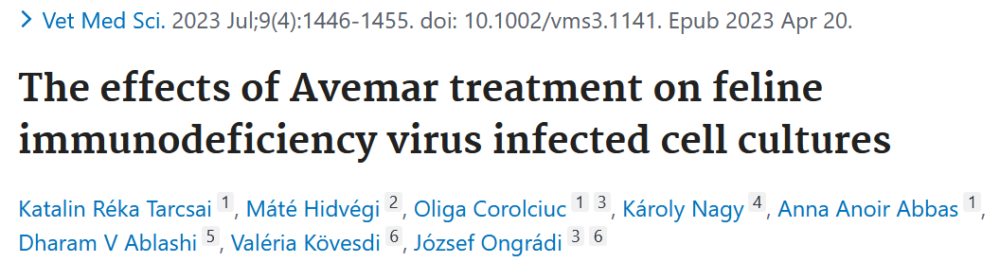 > Vet Med Sci. 2023 Jul;9(4):1446-1455. doi: 10.1002/vms3.1141. Epub 2023 Apr 20.
The effects of Avemar treatment on feline
immunodeficiency virus infected cell cultures
Katalin Réka Tarcsai 1, Máté Hidvégi 2, Oliga Corolciuc 1 3, Károly Nagy 4, Anna Anoir Abbas 1,
Dharam V Ablashi 5, Valéria Kövesdi 6, József Ongrádi 3 6